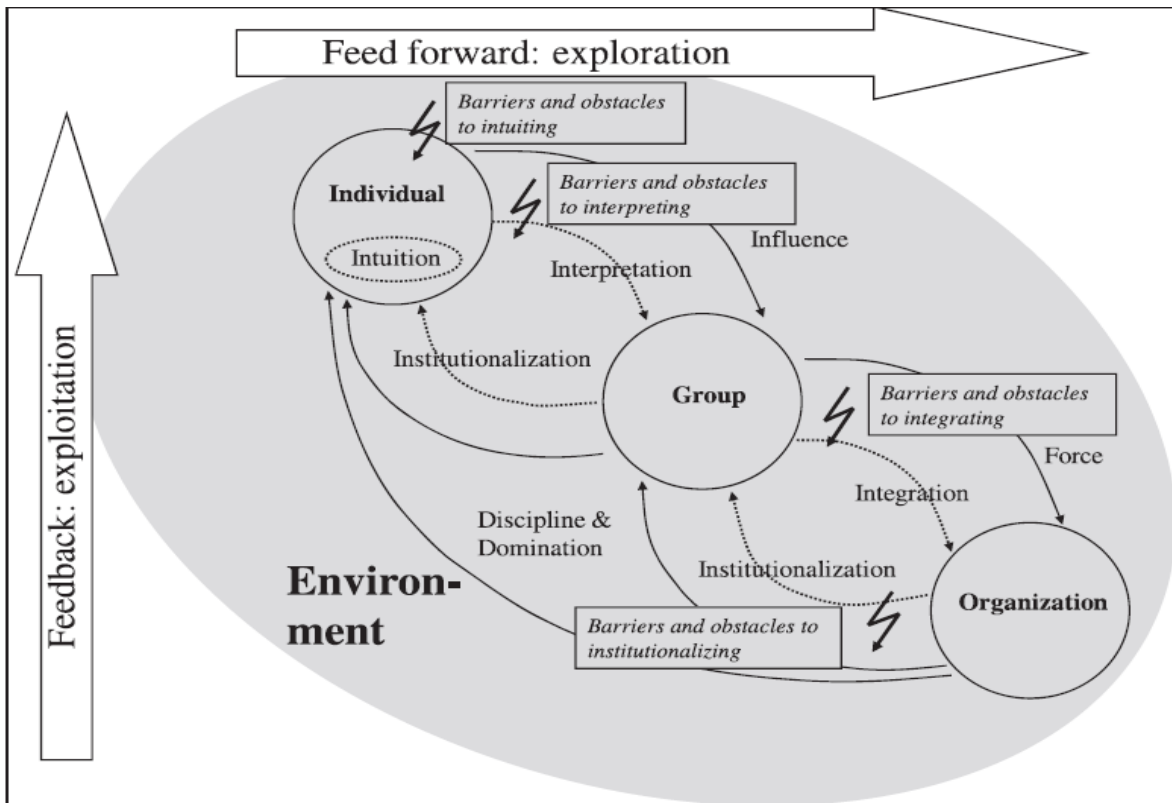 Feed forward: exploration
Barriers and obstacles
to intuiting
Individual
Barriers and obstacles
to interpreting
Influence
Intuition
Interpretation
Feedback: exploitation
Institutionalization
Group
Barriers and obstacles
to integrating
Force
Integration
Discipline &
Domination
Institutionalization
Environ-
ment
Organization
Barriers and obstacles to
institutionalizing